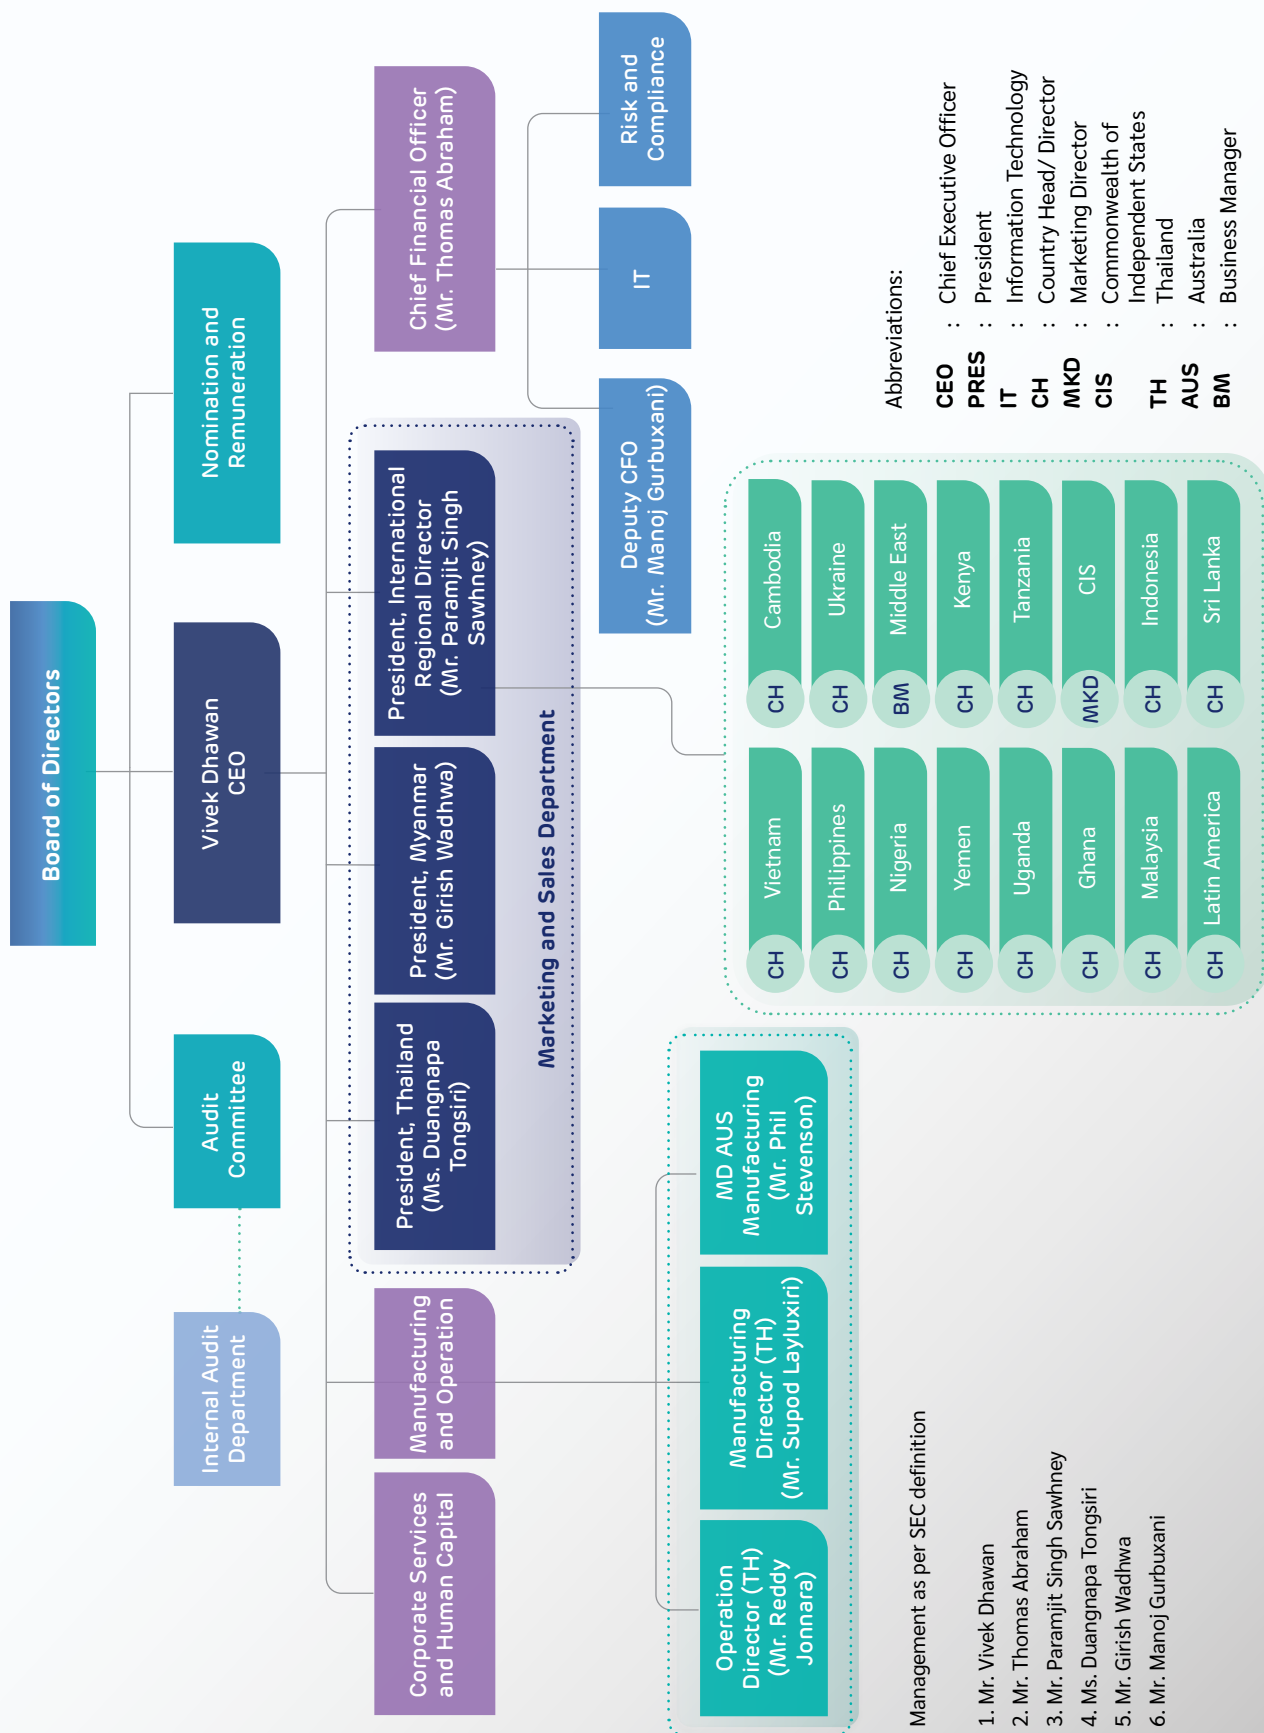 Board of Directors
Internal Audit
Department
Audit
Committee
Vivek Dhawan
CEO
Nomination and
Remuneration
Corporate Services
and Human Capital
Manufacturing
and Operation
President, Thailand
(Ms. Duangnapa
Tongsiri)
President, Myanmar
(Mr. Girish Wadhwa)
President, International
Regional Director
(Mr. Paramjit Singh
Sawhney)
Chief Financial Officer
(Mr. Thomas Abraham)
Marketing and Sales Department
Deputy CFO
(Mr. Manoj Gurbuxani)
IT
Risk and
Compliance
Operation
Director (TH)
(Mr. Reddy
Jonnara)
Manufacturing
Director (TH)
(Mr. Supod Layluxiri)
MD AUS
Manufacturing
(Mr. Phil
Stevenson)
CH Vietnam
CH Cambodia
CH Philippines
CH Ukraine
CH Nigeria
BM Middle East
CH Yemen
CH Kenya
CH Uganda
CH Tanzania
CH Ghana
MKD CIS
CH Malaysia
CH Indonesia
CH Latin America
CH Sri Lanka
Management as per SEC definition
1. Mr. Vivek Dhawan
2. Mr. Thomas Abraham
3. Mr. Paramjit Singh Sawhney
4. Ms. Duangnapa Tongsiri
5. Mr. Girish Wadhwa
6. Mr. Manoj Gurbuxani
Abbreviations:
CEO : Chief Executive Officer
PRES : President
IT : Information Technology
CH : Country Head/ Director
MKD : Marketing Director
CIS : Commonwealth of
Independent States
TH : Thailand
AUS : Australia
BM : Business Manager